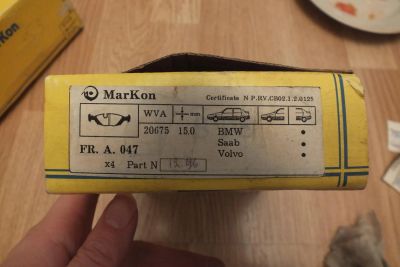 MarKon
Certificate N P.RV.CB02.1.2.0125
WVA mm
20675 15.0 BMW
Saab
Volvo
FR. A. 047
x4 Part N